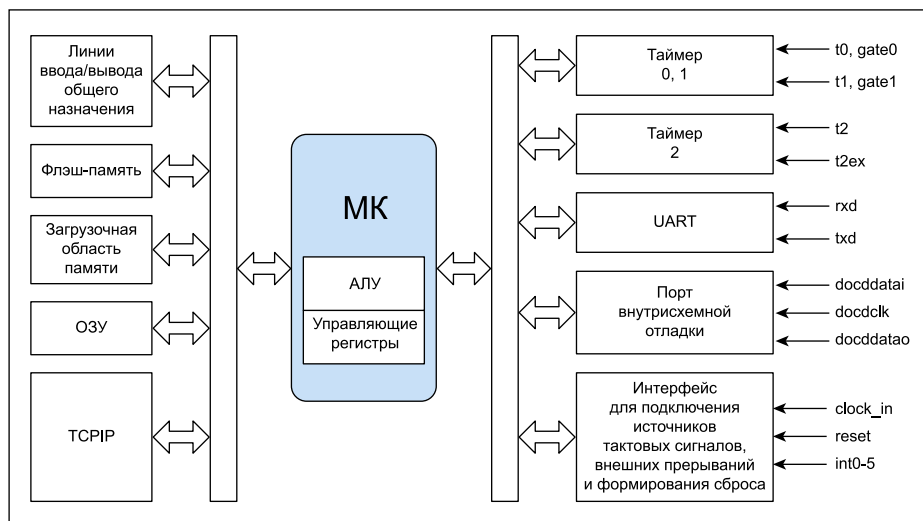 Линии
ввода/вывода
общего
назначения
Флэш-память
Загрузочная
область
памяти
ОЗУ
TCPIP
МК
АЛУ
Управляющие
регистры
Таймер
0, 1
t0, gate0
t1, gate1
Таймер
2
t2
t2ex
UART
rxd
txd
Порт
внутрисхемной
отладки
docddatai
docdclk
docddatao
Интерфейс
для подключения
источников
тактовых сигналов,
внешних прерываний
и формирования сброса
clock_in
reset
int0-5